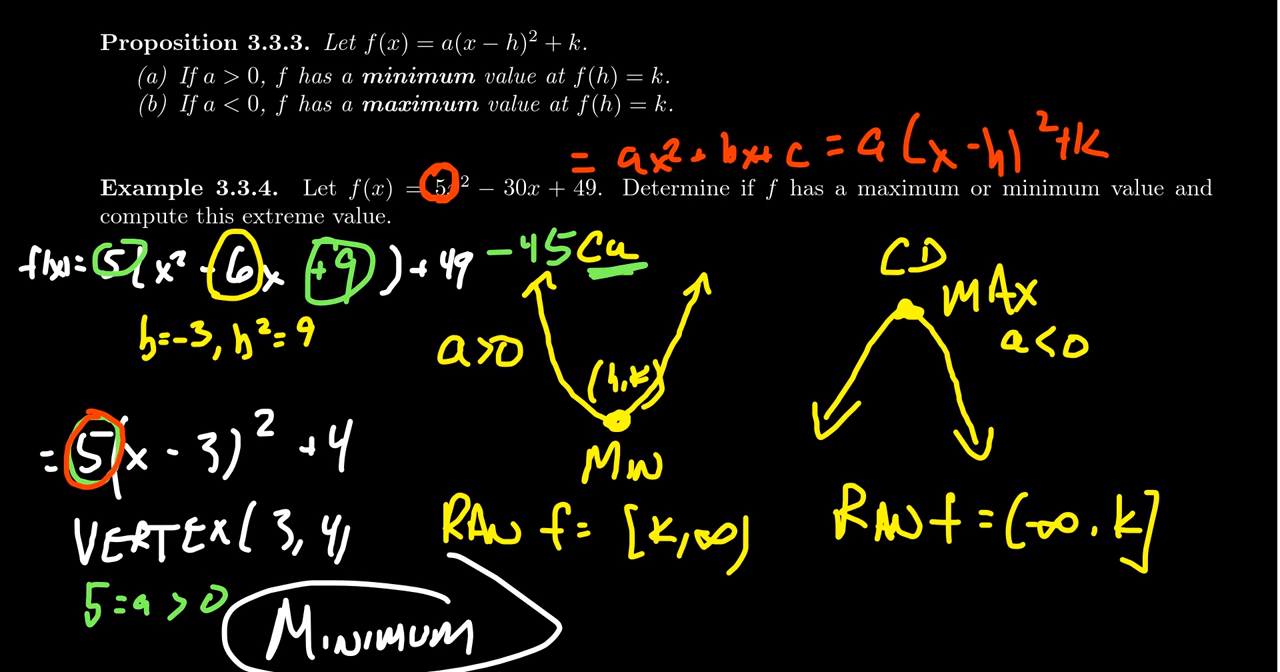 Proposition 3.3.3. Let f(x) = a(x − h)² + k.
(a) If a > 0, f has a minimum value at f(h) = k.
(b) If a < 0, f has a maximum value at f(h) = k.
= ax² + bx + c = a(x - h)² + k
Example 3.3.4. Let f(x) = 5x² − 30x + 49. Determine if f has a maximum or minimum value and
compute this extreme value.
f(x) = 5(x² - 6x + 9) + 49 - 45
b = -3, b² = 9
= 5(x - 3)² + 4
VERTEX (3, 4)
5 = a > 0
MINIMUM
CU
a > 0
(h, k)
MIN
RAN f = [k, ∞)
CD
MAX
a < 0
RAN f = (-∞, k]